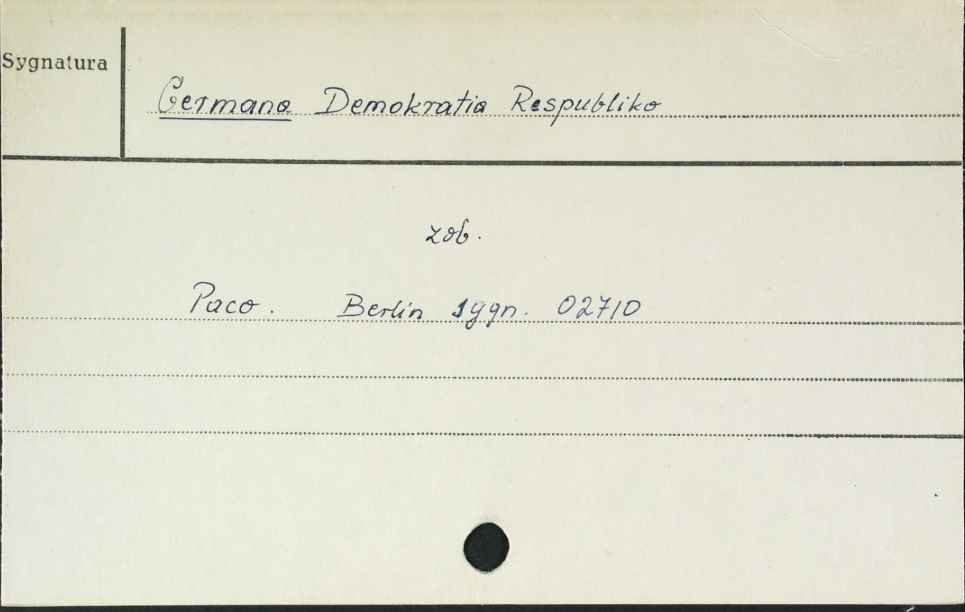 Sygnatura
Germana Demokratia Respubliko
zob.
Paco. Berlin sygn. 02710